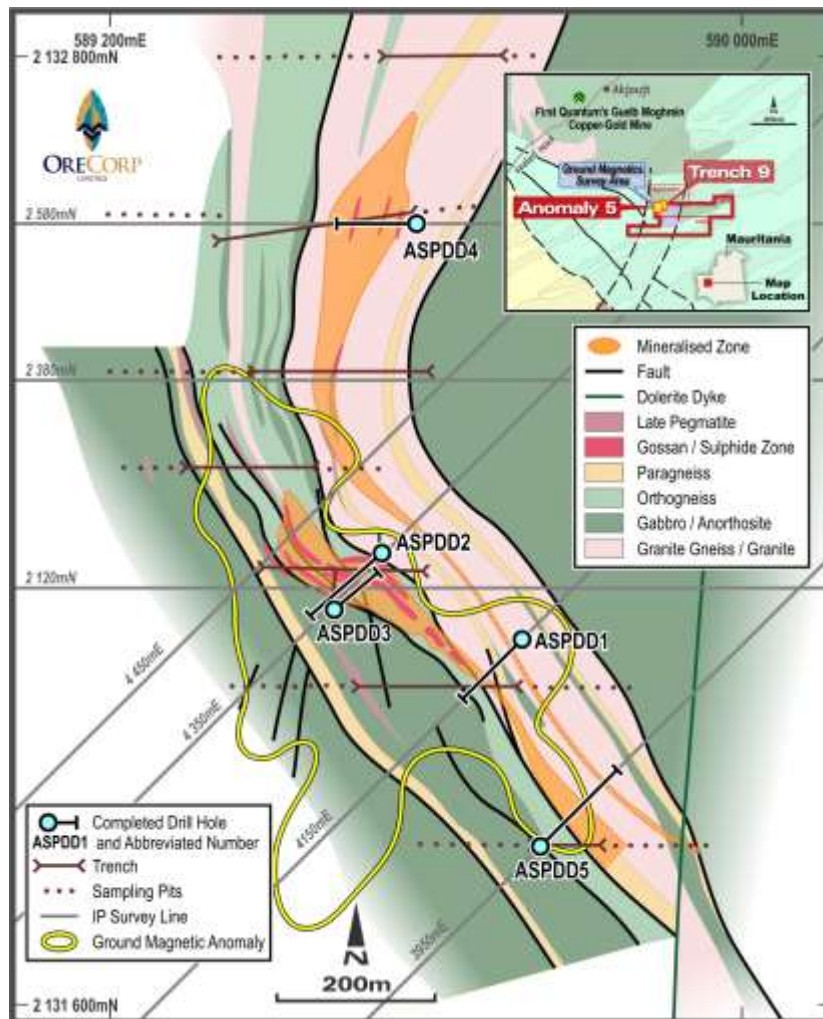 589 200mE
590 000mE
2 132 800mN
ORECORP
LIMITED
Akjoujt
First Quantum's Guelb Moghrein
Copper-Gold Mine
N
Ground Magnetics
Survey Area
Trench 9
Anomaly 5
Mauritania
Map
Location
2 580mN
ASPDD4
Mineralised Zone
Fault
Dolerite Dyke
Late Pegmatite
Gossan / Sulphide Zone
Paragneiss
Orthogneiss
Gabbro / Anorthosite
Granite Gneiss / Granite
2 380mN
ASPDD2
2 120mN
ASPDD3
ASPDD1
4 450mE
4 350mE
4150mE
3950mE
ASPDD5
Completed Drill Hole
ASPDD1 and Abbreviated Number
Trench
Sampling Pits
IP Survey Line
Ground Magnetic Anomaly
N
200m
2 131 600mN